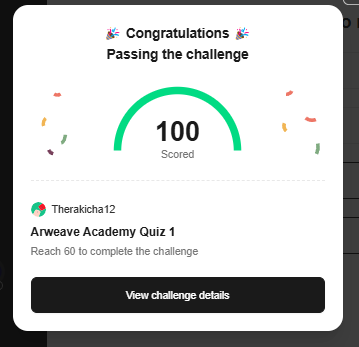 🎉 Congratulations 🎉
Passing the challenge
100
Scored
Therakicha12
Arweave Academy Quiz 1
Reach 60 to complete the challenge
View challenge details